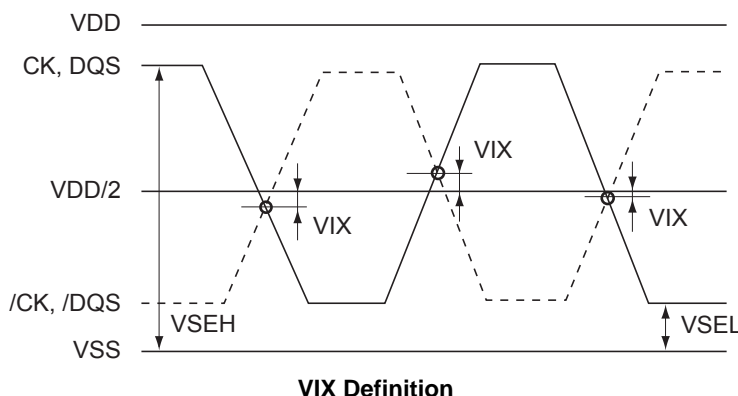 VDD
CK, DQS
VIX
VDD/2
VIX
VIX
/CK, /DQS
VSEH
VSEL
VSS
VIX Definition